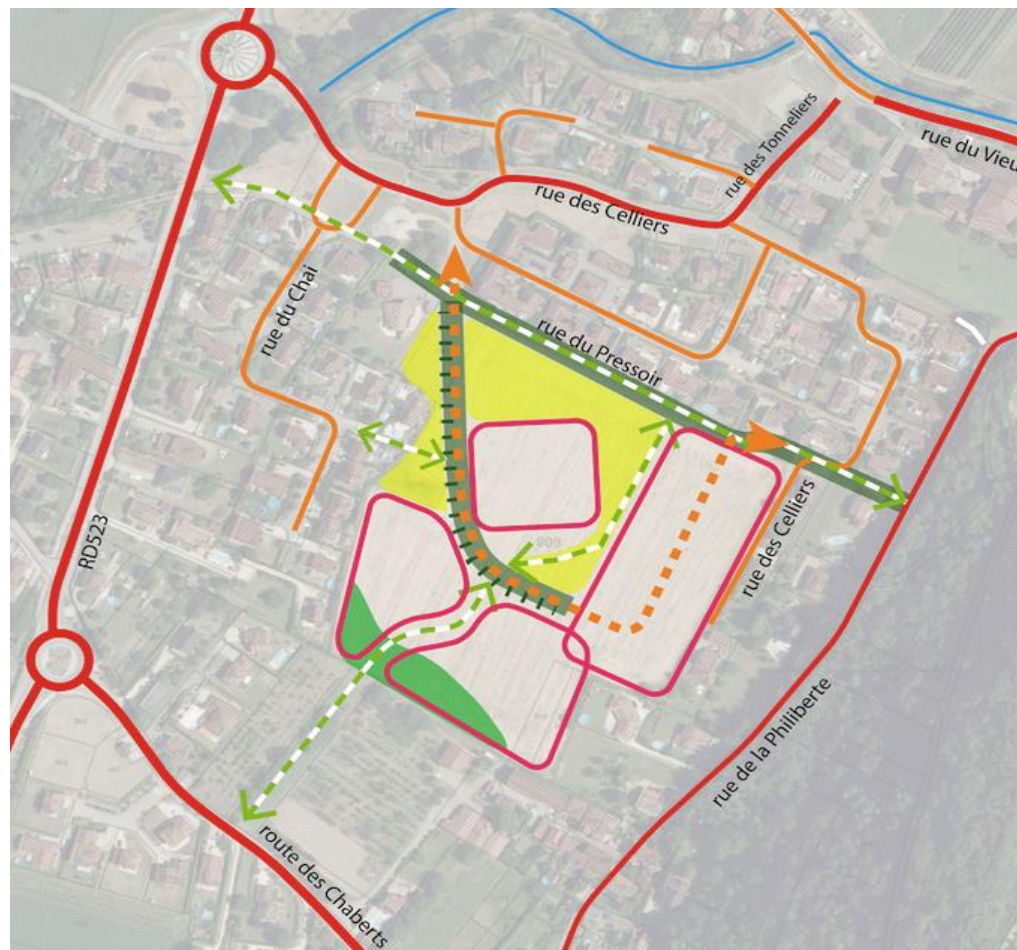 rue des Tonneliers
rue du Vieu
rue des Celliers
rue du Chai
rue du Pressoir
RD523
rue des Celliers
rue de la Philiberte
route des Chaberts